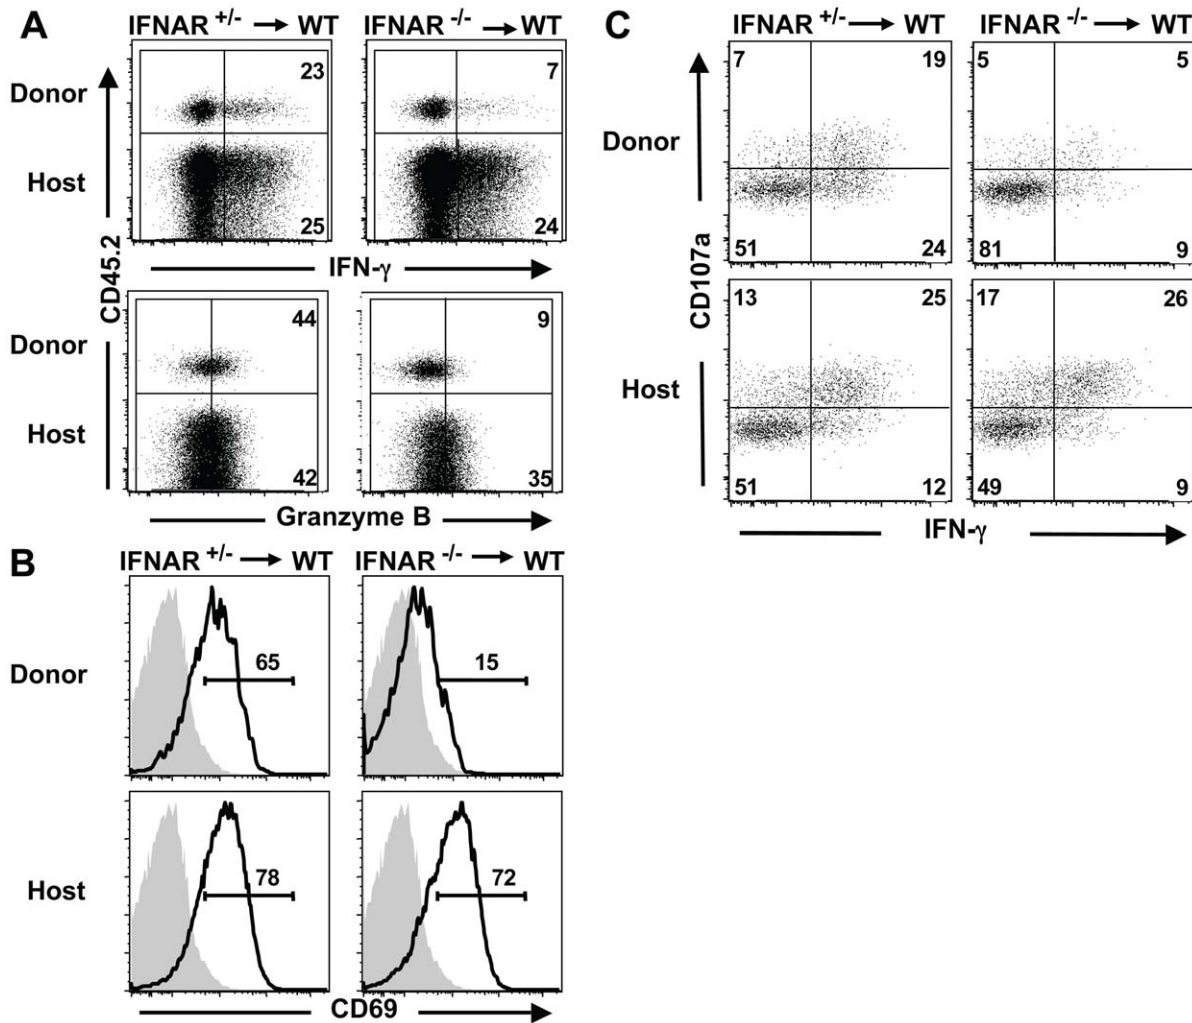 A
IFNAR +/- → WT
IFNAR -/- → WT
Donor
23
7
Host
25
24
CD45.2
IFN-γ
Donor
44
9
Host
42
35
Granzyme B
B
IFNAR +/- → WT
IFNAR -/- → WT
Donor
65
15
Host
78
72
CD69
C
IFNAR +/- → WT
IFNAR -/- → WT
7 19
5 5
Donor
51 24
81 9
CD107a
13 25
17 26
Host
51 12
49 9
IFN-γ